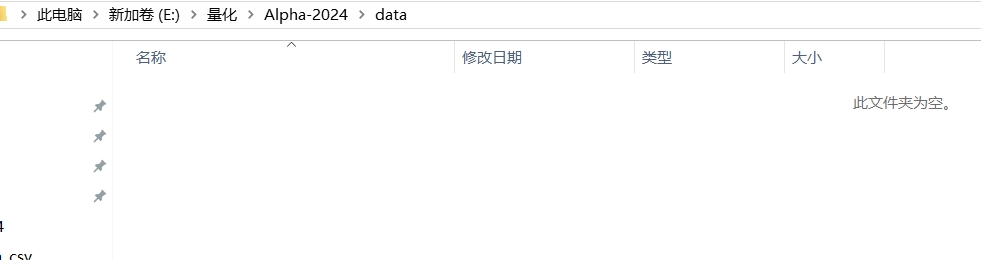 此电脑 > 新加卷 (E:) > 量化 > Alpha-2024 > data
名称 修改日期 类型 大小
此文件夹为空。
4
csv